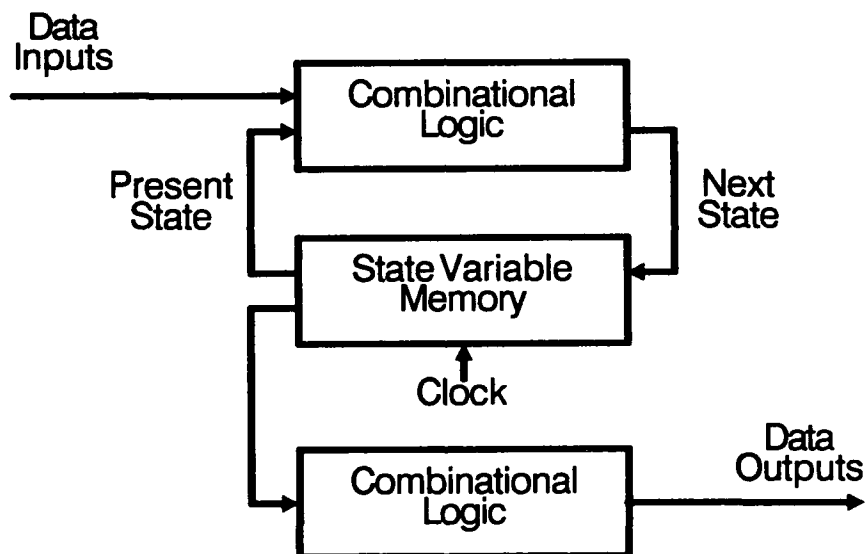 Data
Inputs
Combinational
Logic
Present
State
Next
State
State Variable
Memory
Clock
Combinational
Logic
Data
Outputs